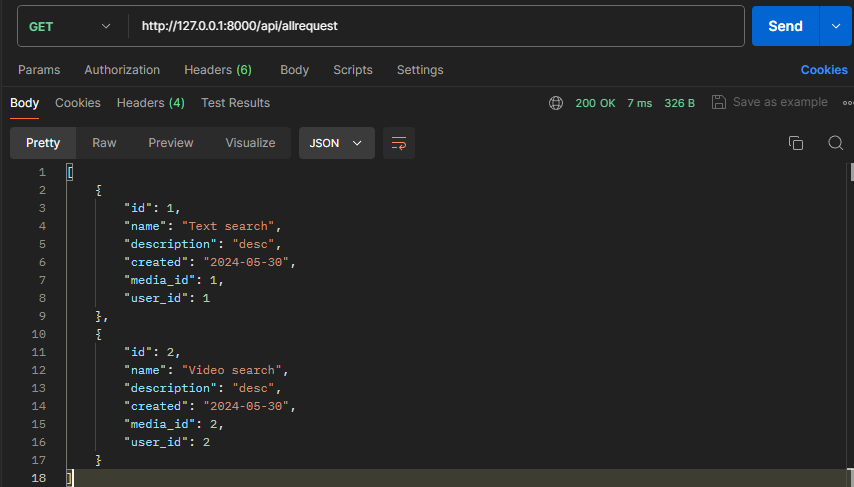 GET http://127.0.0.1:8000/api/allrequest Send
Params Authorization Headers (6) Body Scripts Settings Cookies
Body Cookies Headers (4) Test Results 200 OK 7 ms 326 B Save as example
Pretty Raw Preview Visualize JSON
1 [
2 {
3 "id": 1,
4 "name": "Text search",
5 "description": "desc",
6 "created": "2024-05-30",
7 "media_id": 1,
8 "user_id": 1
9 },
10 {
11 "id": 2,
12 "name": "Video search",
13 "description": "desc",
14 "created": "2024-05-30",
15 "media_id": 2,
16 "user_id": 2
17 }
18 ]